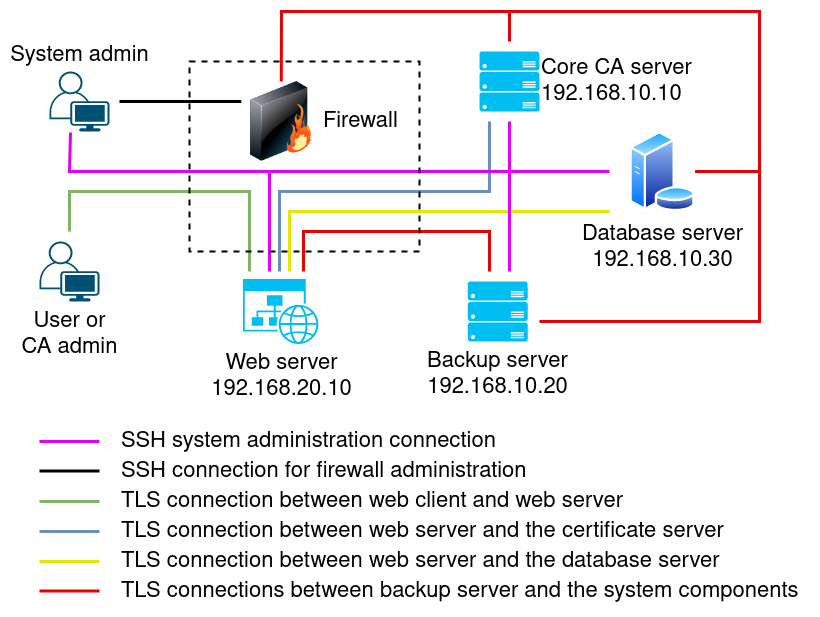 System admin
Firewall
Core CA server
192.168.10.10
Database server
192.168.10.30
User or
CA admin
Web server
192.168.20.10
Backup server
192.168.10.20
SSH system administration connection
SSH connection for firewall administration
TLS connection between web client and web server
TLS connection between web server and the certificate server
TLS connection between web server and the database server
TLS connections between backup server and the system components